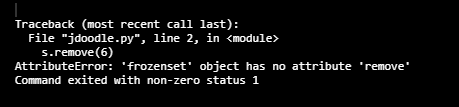 Traceback (most recent call last):
  File "jdoodle.py", line 2, in <module>
    s.remove(6)
AttributeError: 'frozenset' object has no attribute 'remove'
Command exited with non-zero status 1